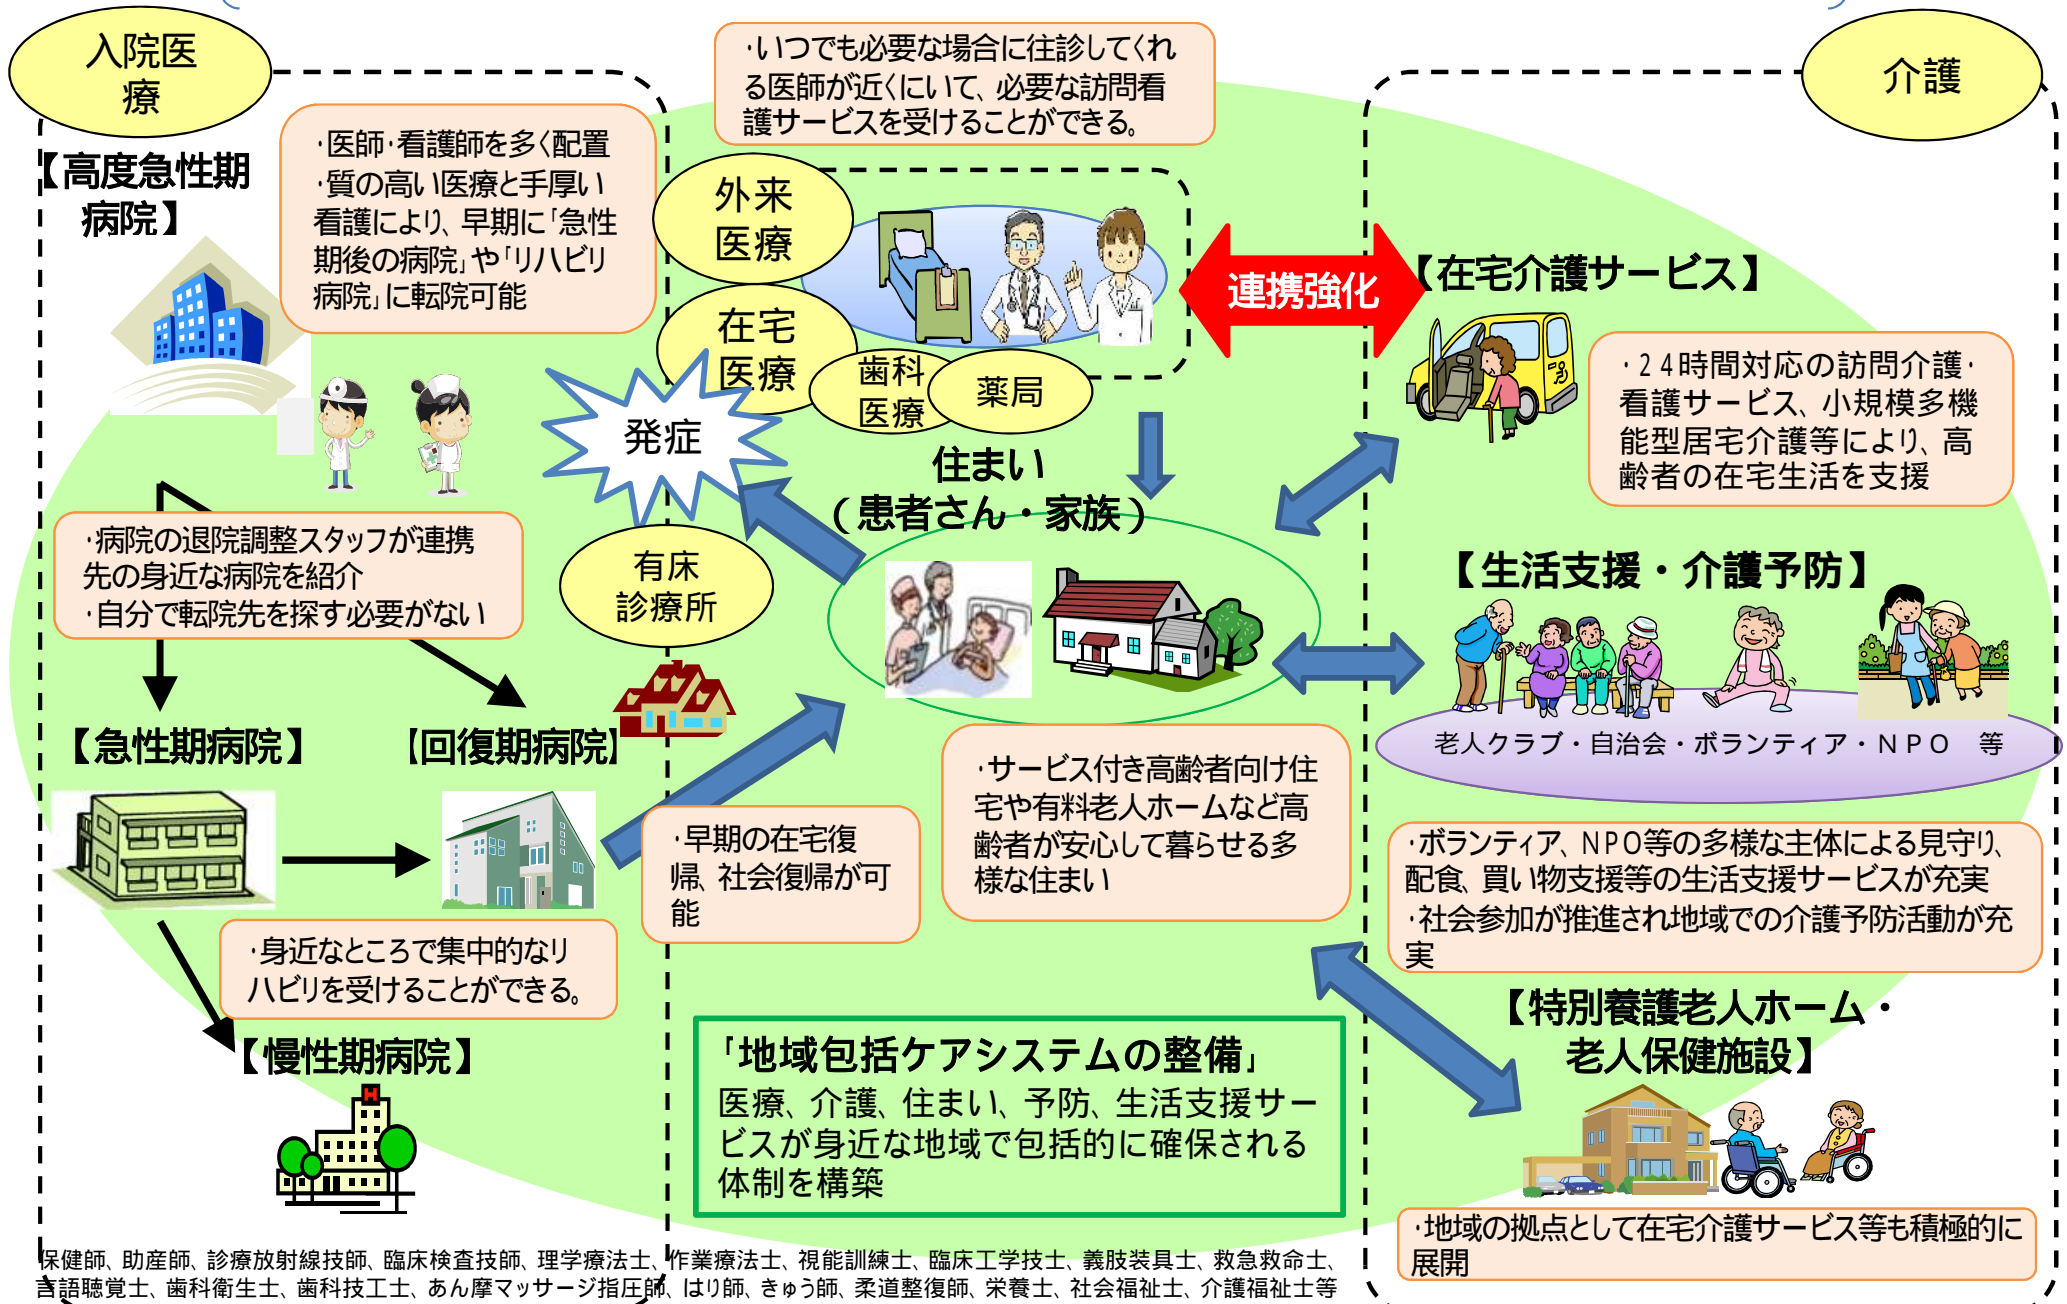 入院医
療
【高度急性期
病院】
・医師・看護師を多く配置
・質の高い医療と手厚い
看護により、早期に「急性
期後の病院」や「リハビリ
病院」に転院可能
・病院の退院調整スタッフが連携
先の身近な病院を紹介
・自分で転院先を探す必要がない
【急性期病院】
【回復期病院】
・身近なところで集中的なリ
ハビリを受けることができる。
【慢性期病院】
・いつでも必要な場合に往診してくれ
る医師が近くにいて、必要な訪問看
護サービスを受けることができる。
外来
医療
在宅
医療
歯科
医療
薬局
発症
有床
診療所
住まい
(患者さん・家族)
・早期の在宅復
帰、社会復帰が可
能
・サービス付き高齢者向け住
宅や有料老人ホームなど高
齢者が安心して暮らせる多
様な住まい
「地域包括ケアシステムの整備」
医療、介護、住まい、予防、生活支援サー
ビスが身近な地域で包括的に確保される
体制を構築
連携強化
介護
【在宅介護サービス】
・24時間対応の訪問介護・
看護サービス、小規模多機
能型居宅介護等により、高
齢者の在宅生活を支援
【生活支援・介護予防】
老人クラブ・自治会・ボランティア・NPO 等
・ボランティア、NPO等の多様な主体による見守り、
配食、買い物支援等の生活支援サービスが充実
・社会参加が推進され地域での介護予防活動が充
実
【特別養護老人ホーム・
老人保健施設】
・地域の拠点として在宅介護サービス等も積極的に
展開
H
保健師、助産師、診療放射線技師、臨床検査技師、理学療法士、作業療法士、視能訓練士、臨床工学技士、義肢装具士、救急救命士、
言語聴覚士、歯科衛生士、歯科技工士、あん摩マッサージ指圧師、はり師、きゅう師、柔道整復師、栄養士、社会福祉士、介護福祉士等